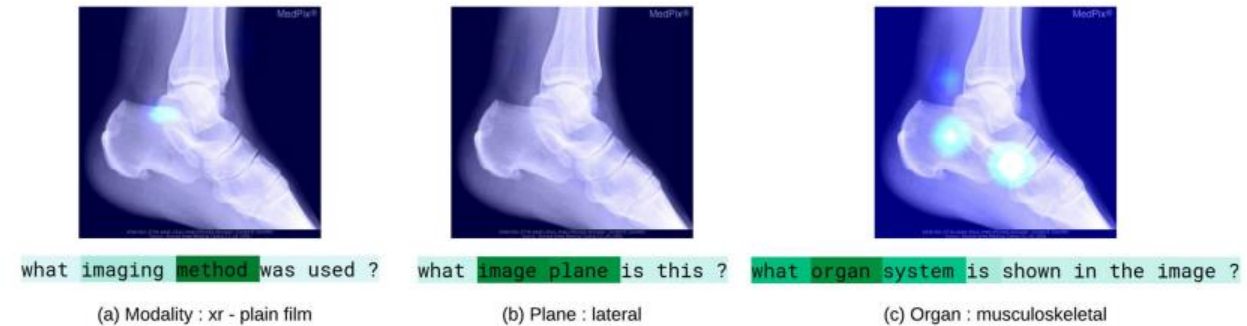 MedPix® MedPix® MedPix®
what imaging method was used ? what image plane is this ? what organ system is shown in the image ?
(a) Modality : xr - plain film (b) Plane : lateral (c) Organ : musculoskeletal